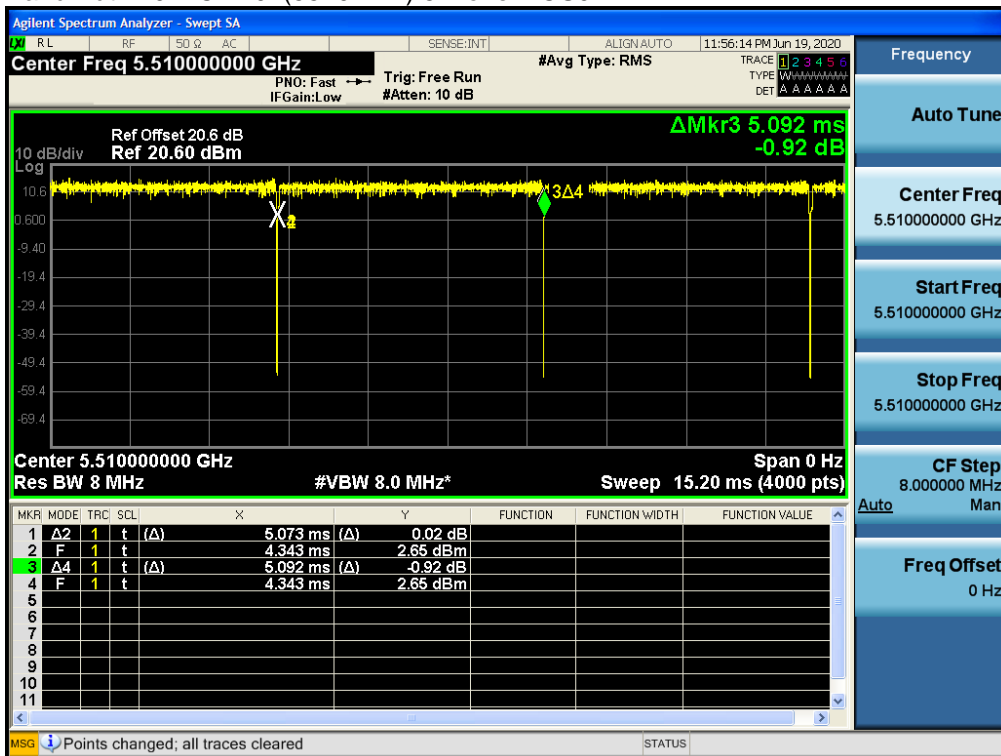 Agilent Spectrum Analyzer - Swept SA
LXI RL RF 50 Ω AC SENSE:INT ALIGN AUTO 11:56:14 PM Jun 19, 2020
Center Freq 5.510000000 GHz #Avg Type: RMS TRACE 1 2 3 4 5 6
PNO: Fast Trig: Free Run TYPE
IFGain:Low #Atten: 10 dB DET A A A A A A
Frequency
Auto Tune
ΔMkr3 5.092 ms
-0.92 dB
Ref Offset 20.6 dB
10 dB/div Ref 20.60 dBm
Log
10.6
0.600
-9.40
-19.4
-29.4
-39.4
-49.4
-59.4
-69.4
3Δ4
Center Freq
5.510000000 GHz
Start Freq
5.510000000 GHz
Stop Freq
5.510000000 GHz
CF Step
8.000000 MHz
Auto Man
Freq Offset
0 Hz
Center 5.510000000 GHz Span 0 Hz
Res BW 8 MHz #VBW 8.0 MHz* Sweep 15.20 ms (4000 pts)
MKR MODE TRC SCL X Y FUNCTION FUNCTION WIDTH FUNCTION VALUE
1 Δ2 1 t (Δ) 5.073 ms (Δ) 0.02 dB
2 F 1 t 4.343 ms 2.65 dBm
3 Δ4 1 t (Δ) 5.092 ms (Δ) -0.92 dB
4 F 1 t 4.343 ms 2.65 dBm
5
6
7
8
9
10
11
MSG Points changed; all traces cleared STATUS